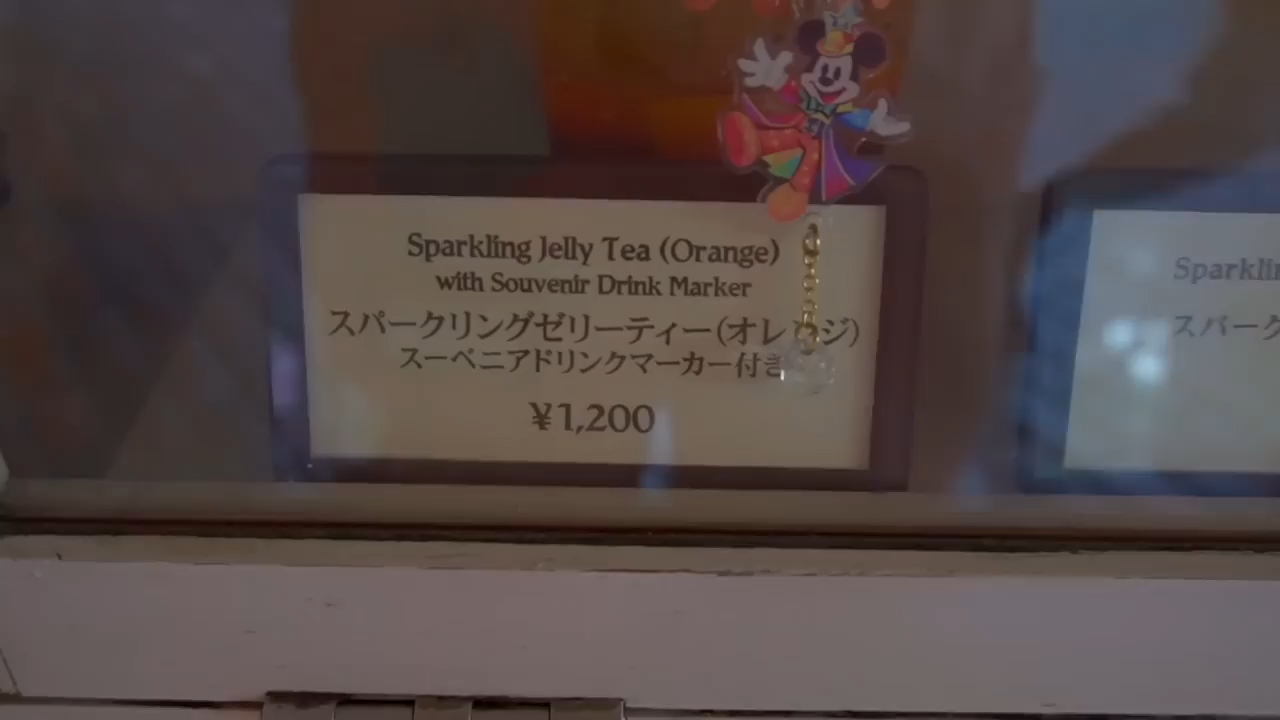 Sparkling Jelly Tea (Orange)
with Souvenir Drink Marker
スパークリングゼリーティー(オレンジ)
スーベニアドリンクマーカー付き
¥1,200